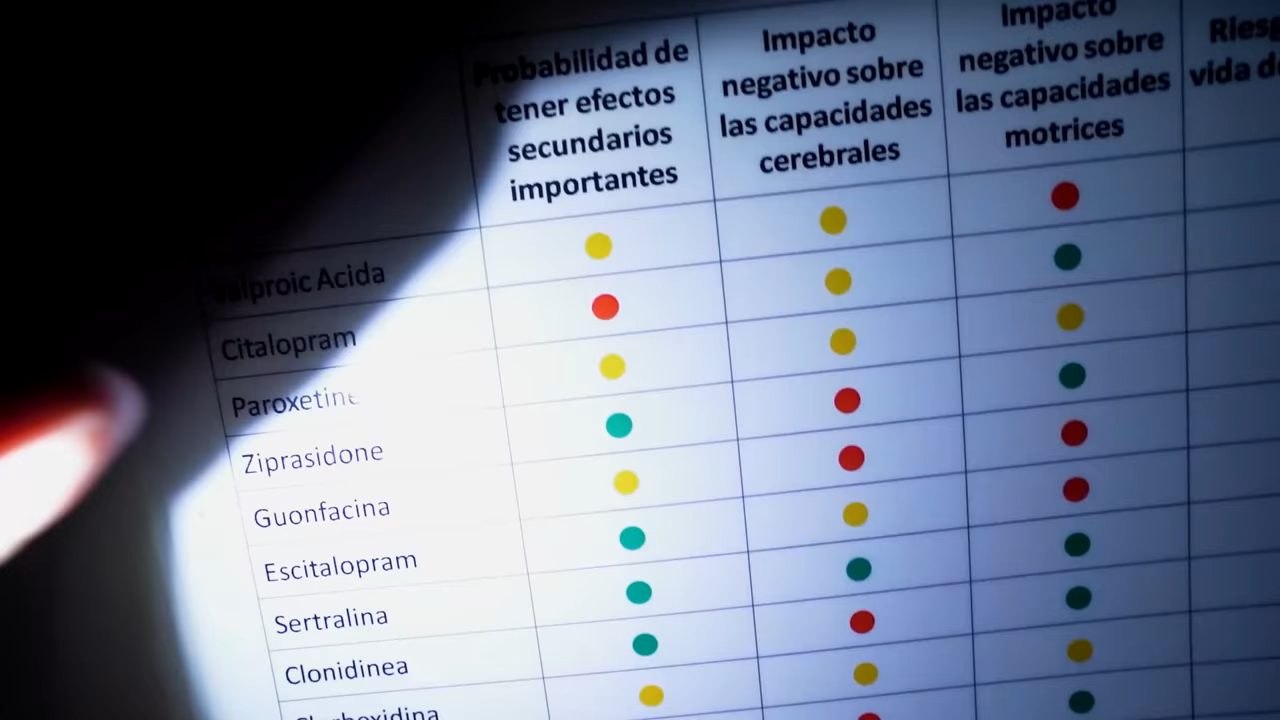 Probabilidad de
tener efectos
secundarios
importantes
Impacto
negativo sobre
las capacidades
cerebrales
Impacto
negativo sobre
las capacidades
motrices
vida
Valproic Acida
Citalopram
Paroxetine
Ziprasidone
Guonfacina
Escitalopram
Sertralina
Clonidinea